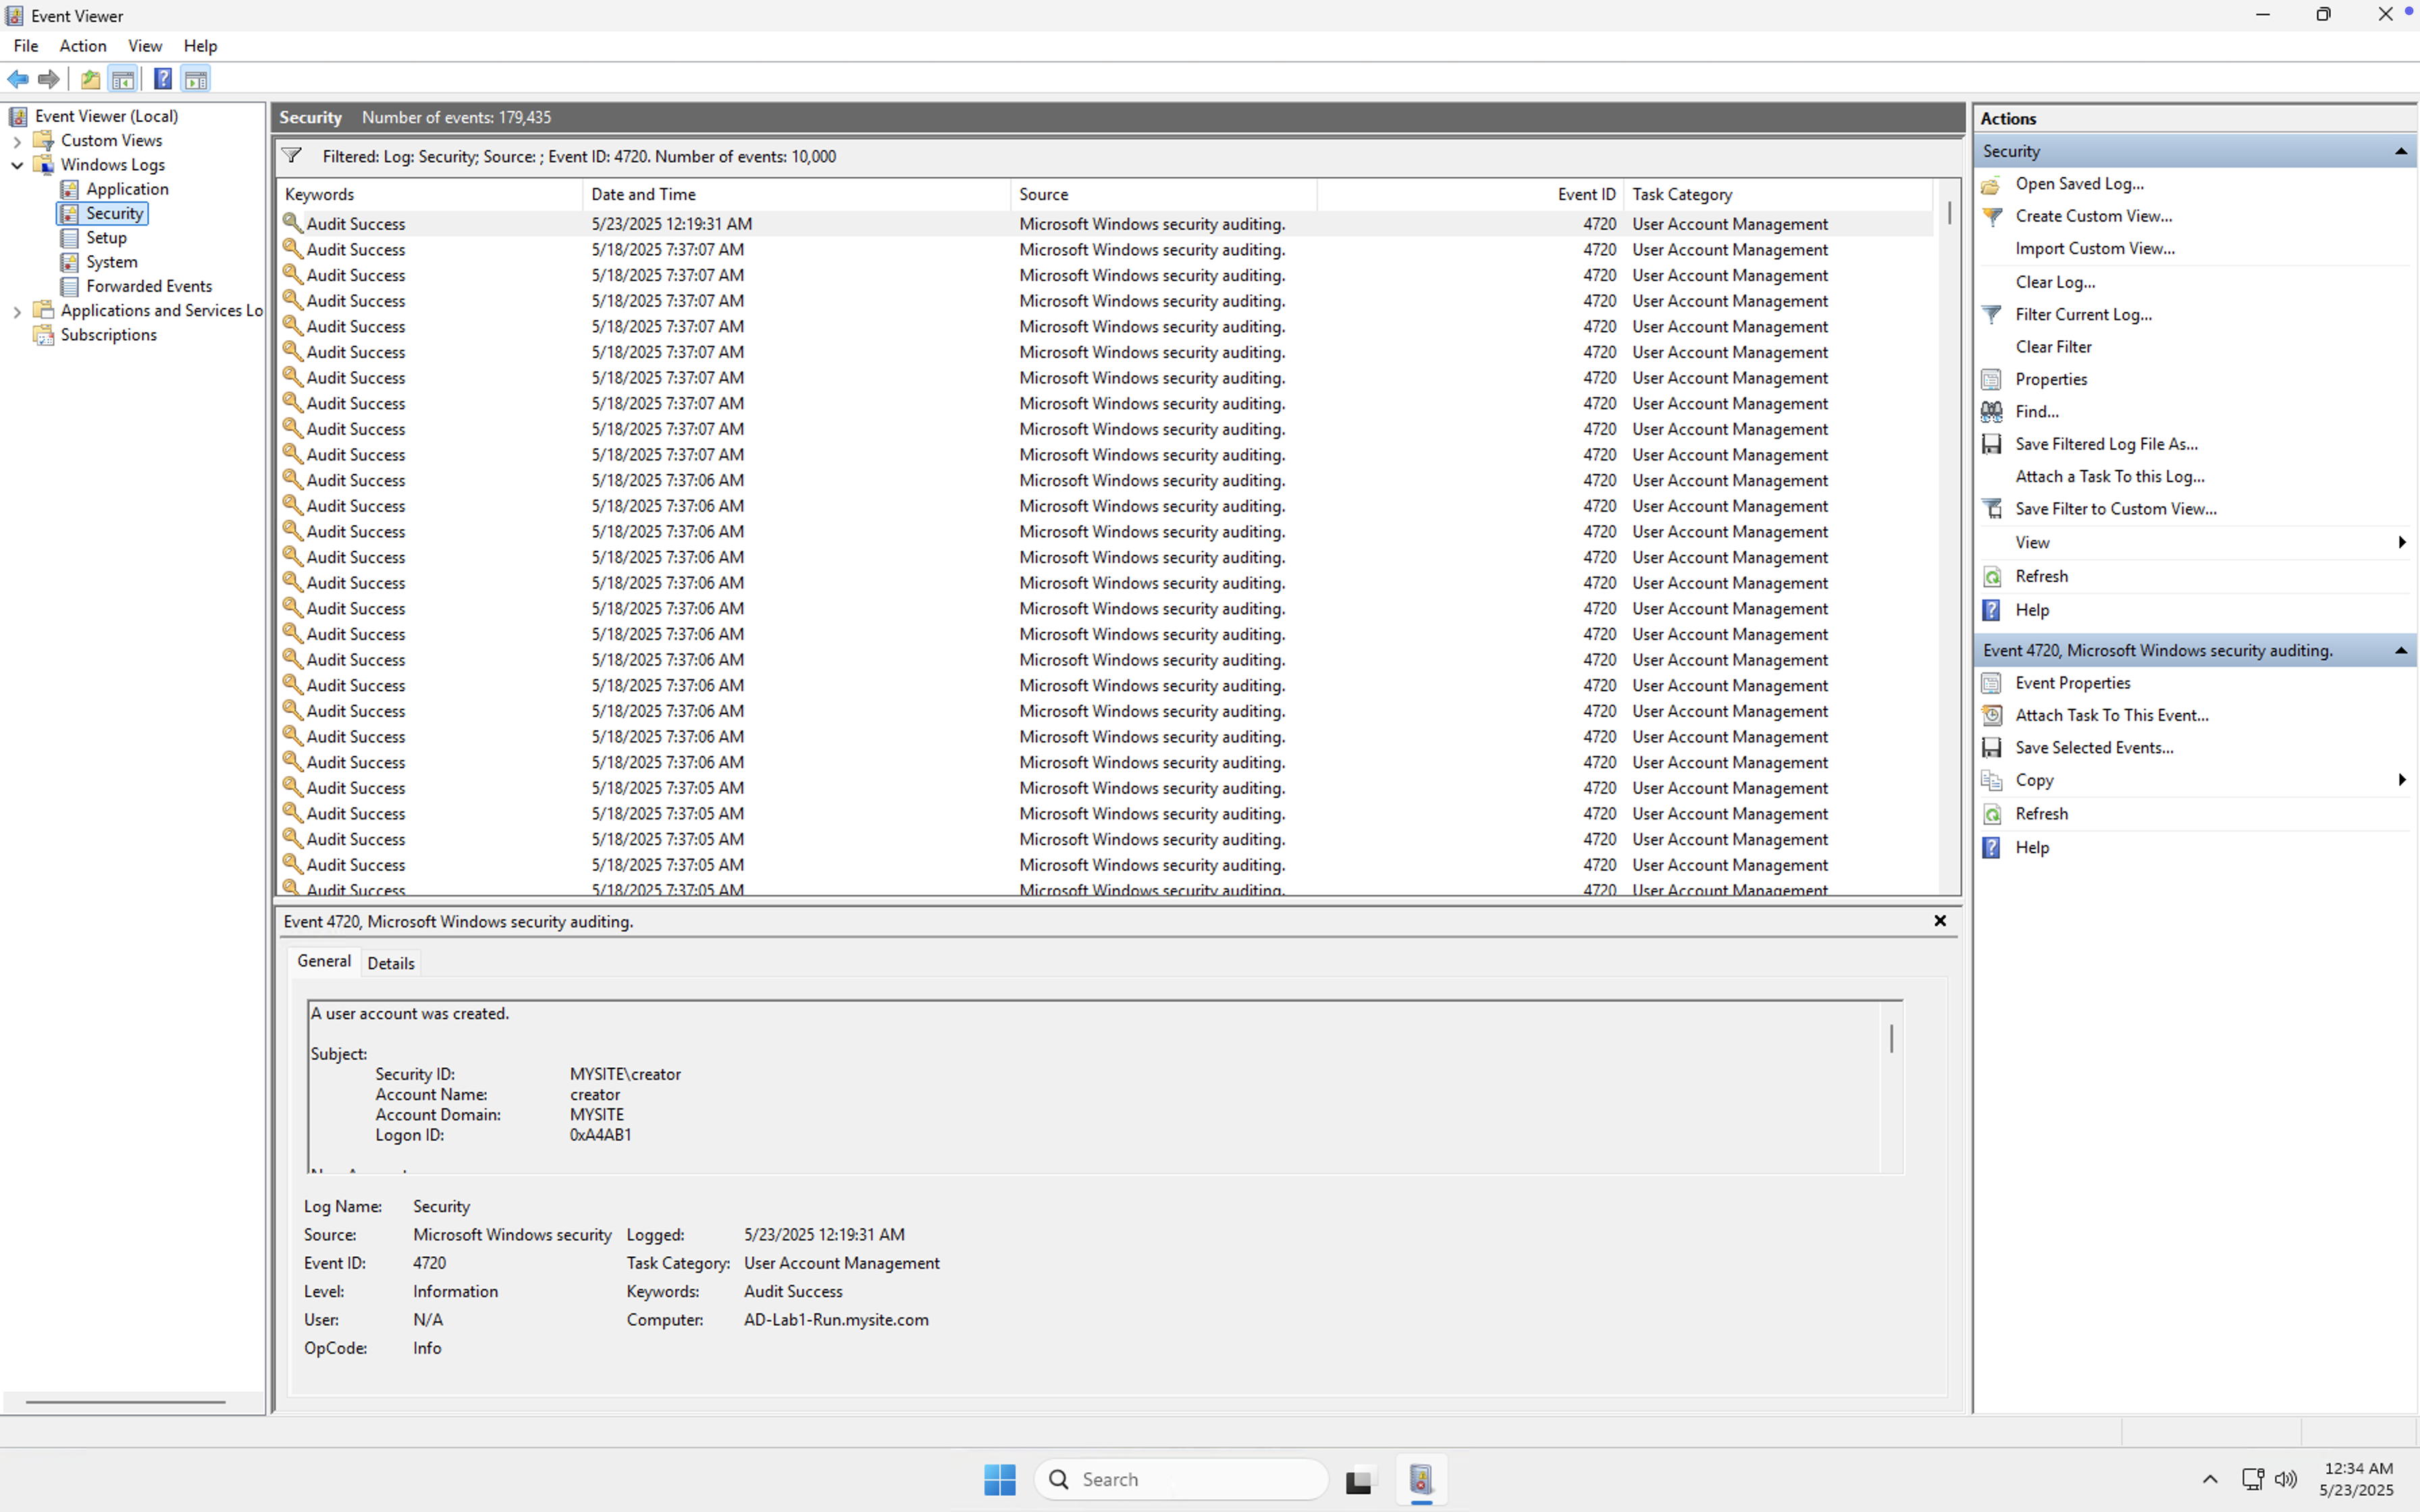 Event Viewer
File Action View Help
Event Viewer (Local)
Custom Views
Windows Logs
Application
Security
Setup
System
Forwarded Events
Applications and Services Lo
Subscriptions
Security Number of events: 179,435
Filtered: Log: Security; Source: ; Event ID: 4720. Number of events: 10,000
Keywords Date and Time Source Event ID Task Category
Audit Success 5/23/2025 12:19:31 AM Microsoft Windows security auditing. 4720 User Account Management
Audit Success 5/18/2025 7:37:07 AM Microsoft Windows security auditing. 4720 User Account Management
Audit Success 5/18/2025 7:37:07 AM Microsoft Windows security auditing. 4720 User Account Management
Audit Success 5/18/2025 7:37:07 AM Microsoft Windows security auditing. 4720 User Account Management
Audit Success 5/18/2025 7:37:07 AM Microsoft Windows security auditing. 4720 User Account Management
Audit Success 5/18/2025 7:37:07 AM Microsoft Windows security auditing. 4720 User Account Management
Audit Success 5/18/2025 7:37:07 AM Microsoft Windows security auditing. 4720 User Account Management
Audit Success 5/18/2025 7:37:07 AM Microsoft Windows security auditing. 4720 User Account Management
Audit Success 5/18/2025 7:37:07 AM Microsoft Windows security auditing. 4720 User Account Management
Audit Success 5/18/2025 7:37:07 AM Microsoft Windows security auditing. 4720 User Account Management
Audit Success 5/18/2025 7:37:06 AM Microsoft Windows security auditing. 4720 User Account Management
Audit Success 5/18/2025 7:37:06 AM Microsoft Windows security auditing. 4720 User Account Management
Audit Success 5/18/2025 7:37:06 AM Microsoft Windows security auditing. 4720 User Account Management
Audit Success 5/18/2025 7:37:06 AM Microsoft Windows security auditing. 4720 User Account Management
Audit Success 5/18/2025 7:37:06 AM Microsoft Windows security auditing. 4720 User Account Management
Audit Success 5/18/2025 7:37:06 AM Microsoft Windows security auditing. 4720 User Account Management
Audit Success 5/18/2025 7:37:06 AM Microsoft Windows security auditing. 4720 User Account Management
Audit Success 5/18/2025 7:37:06 AM Microsoft Windows security auditing. 4720 User Account Management
Audit Success 5/18/2025 7:37:06 AM Microsoft Windows security auditing. 4720 User Account Management
Audit Success 5/18/2025 7:37:06 AM Microsoft Windows security auditing. 4720 User Account Management
Audit Success 5/18/2025 7:37:06 AM Microsoft Windows security auditing. 4720 User Account Management
Audit Success 5/18/2025 7:37:06 AM Microsoft Windows security auditing. 4720 User Account Management
Audit Success 5/18/2025 7:37:05 AM Microsoft Windows security auditing. 4720 User Account Management
Audit Success 5/18/2025 7:37:05 AM Microsoft Windows security auditing. 4720 User Account Management
Audit Success 5/18/2025 7:37:05 AM Microsoft Windows security auditing. 4720 User Account Management
Audit Success 5/18/2025 7:37:05 AM Microsoft Windows security auditing. 4720 User Account Management
Audit Success 5/18/2025 7:37:05 AM Microsoft Windows security auditing. 4720 User Account Management
Event 4720, Microsoft Windows security auditing.
General Details
A user account was created.
Subject:
Security ID: MYSITE\creator
Account Name: creator
Account Domain: MYSITE
Logon ID: 0xA4AB1
Log Name: Security
Source: Microsoft Windows security Logged: 5/23/2025 12:19:31 AM
Event ID: 4720 Task Category: User Account Management
Level: Information Keywords: Audit Success
User: N/A Computer: AD-Lab1-Run.mysite.com
OpCode: Info
Actions
Security
Open Saved Log...
Create Custom View...
Import Custom View...
Clear Log...
Filter Current Log...
Clear Filter
Properties
Find...
Save Filtered Log File As...
Attach a Task To this Log...
Save Filter to Custom View...
View
Refresh
Help
Event 4720, Microsoft Windows security auditing.
Event Properties
Attach Task To This Event...
Save Selected Events...
Copy
Refresh
Help
Search
12:34 AM
5/23/2025